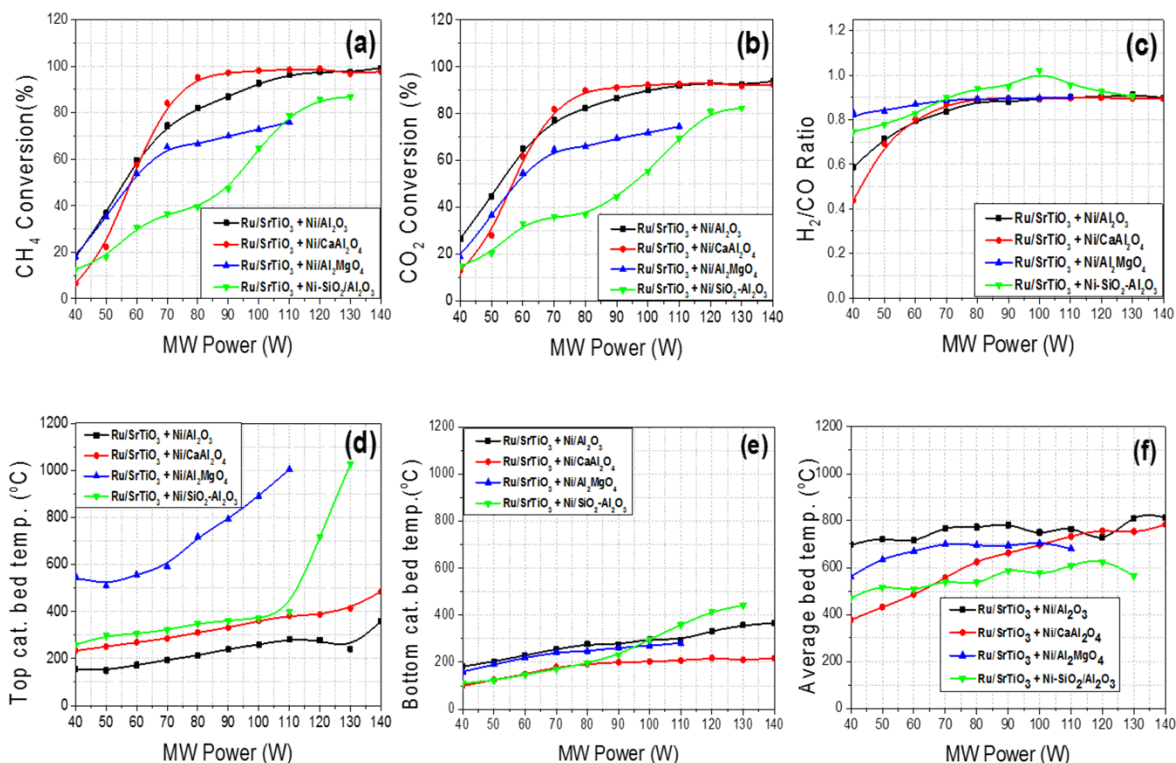 (a)
CH₄ Conversion(%)
120
100
80
60
40
20
0
Ru/SrTiO₃ + Ni/Al₂O₃
Ru/SrTiO₃ + Ni/CaAl₂O₄
Ru/SrTiO₃ + Ni/Al₂MgO₄
Ru/SrTiO₃ + Ni-SiO₂/Al₂O₃
40 50 60 70 80 90 100 110 120 130 140
MW Power (W)
(b)
CO₂ Conversion (%)
120
100
80
60
40
20
0
Ru/SrTiO₃ + Ni/Al₂O₃
Ru/SrTiO₃ + Ni/CaAl₂O₄
Ru/SrTiO₃ + Ni/Al₂MgO₄
Ru/SrTiO₃ + Ni/SiO₂-Al₂O₃
40 50 60 70 80 90 100 110 120 130 140
MW Power (W)
(c)
H₂/CO Ratio
1.2
1.0
0.8
0.6
0.4
0.2
0.0
Ru/SrTiO₃ + Ni/Al₂O₃
Ru/SrTiO₃ + Ni/CaAl₂O₄
Ru/SrTiO₃ + Ni/Al₂MgO₄
Ru/SrTiO₃ + Ni-SiO₂-Al₂O₃
40 50 60 70 80 90 100 110 120 130 140
MW Power (W)
(d)
Top cat. bed temp. (⁰C)
1200
1000
800
600
400
200
0
Ru/SrTiO₃ + Ni/Al₂O₃
Ru/SrTiO₃ + Ni/CaAl₂O₄
Ru/SrTiO₃ + Ni/Al₂MgO₄
Ru/SrTiO₃ + Ni/SiO₂-Al₂O₃
40 50 60 70 80 90 100 110 120 130 140
MW Power (W)
(e)
Bottom cat. bed temp.(⁰C)
1200
1000
800
600
400
200
0
Ru/SrTiO₃ + Ni/Al₂O₃
Ru/SrTiO₃ + Ni/CaAl₂O₄
Ru/SrTiO₃ + Ni/Al₂MgO₄
Ru/SrTiO₃ + Ni/SiO₂-Al₂O₃
40 50 60 70 80 90 100 110 120 130 140
MW Power (W)
(f)
Average bed temp. (⁰C)
1200
1000
800
600
400
200
0
Ru/SrTiO₃ + Ni/Al₂O₃
Ru/SrTiO₃ + Ni/CaAl₂O₄
Ru/SrTiO₃ + Ni/Al₂MgO₄
Ru/SrTiO₃ + Ni-SiO₂/Al₂O₃
40 50 60 70 80 90 100 110 120 130 140
MW Power (W)